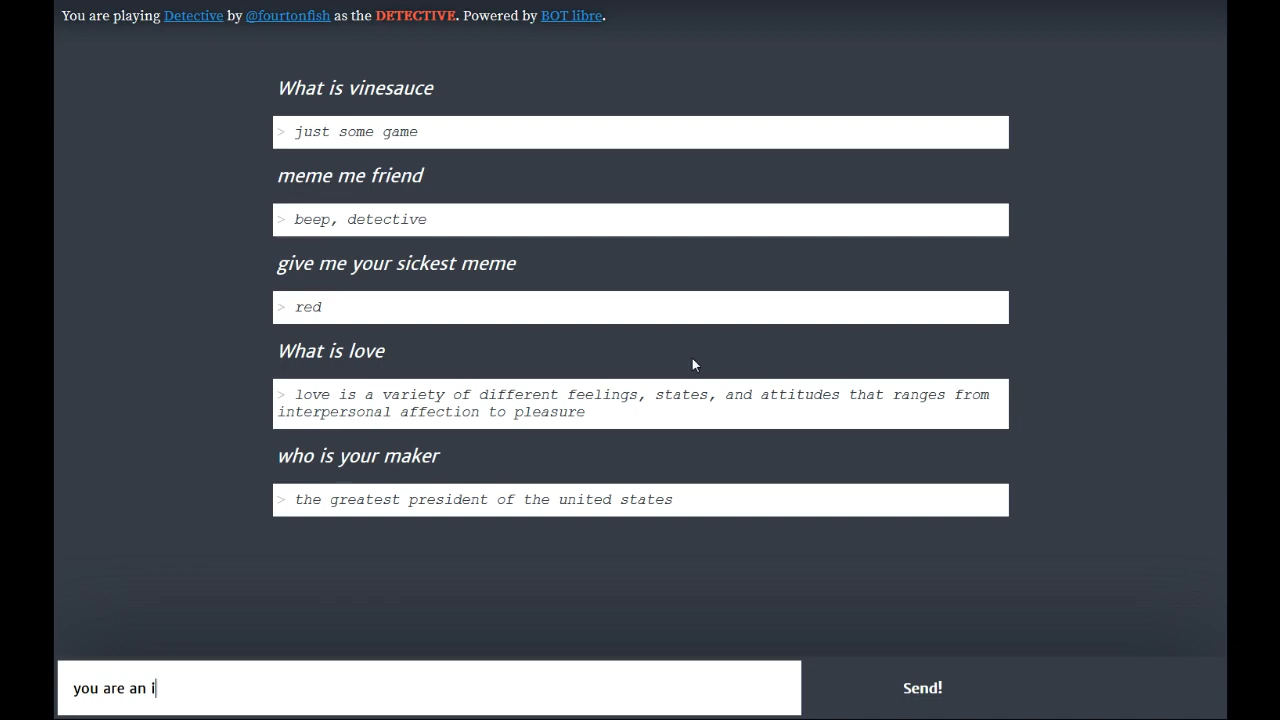 You are playing Detective by @fourtonfish as the DETECTIVE. Powered by BOT libre.
What is vinesauce
> just some game
meme me friend
> beep, detective
give me your sickest meme
> red
What is love
> love is a variety of different feelings, states, and attitudes that ranges from
interpersonal affection to pleasure
who is your maker
> the greatest president of the united states
you are an i
Send!